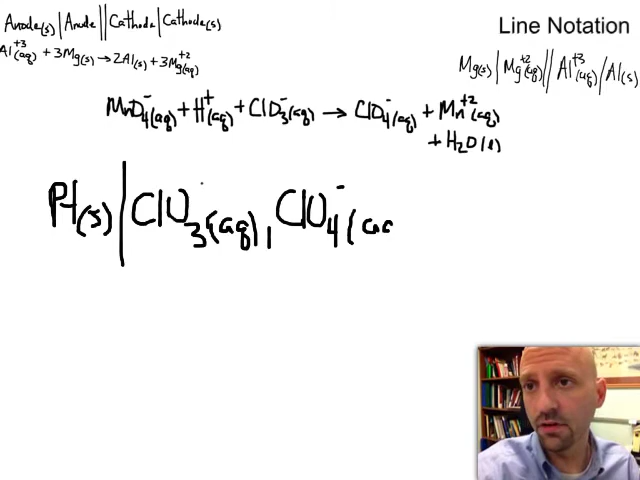 Line Notation
Anode(s) | Anode || Cathode | Cathode(s)
Al⁺³(aq) + 3Mg(s) → 2Al(s) + 3Mg⁺²(aq)
Mg(s) | Mg⁺²(aq) || Al⁺³(aq) / Al(s)
MnO₄⁻(aq) + H⁺(aq) + ClO₃⁻(aq) → ClO₄⁻(aq) + Mn⁺²(aq)
+ H₂O(l)
Pt(s) | ClO₃⁻(aq), ClO₄⁻(aq